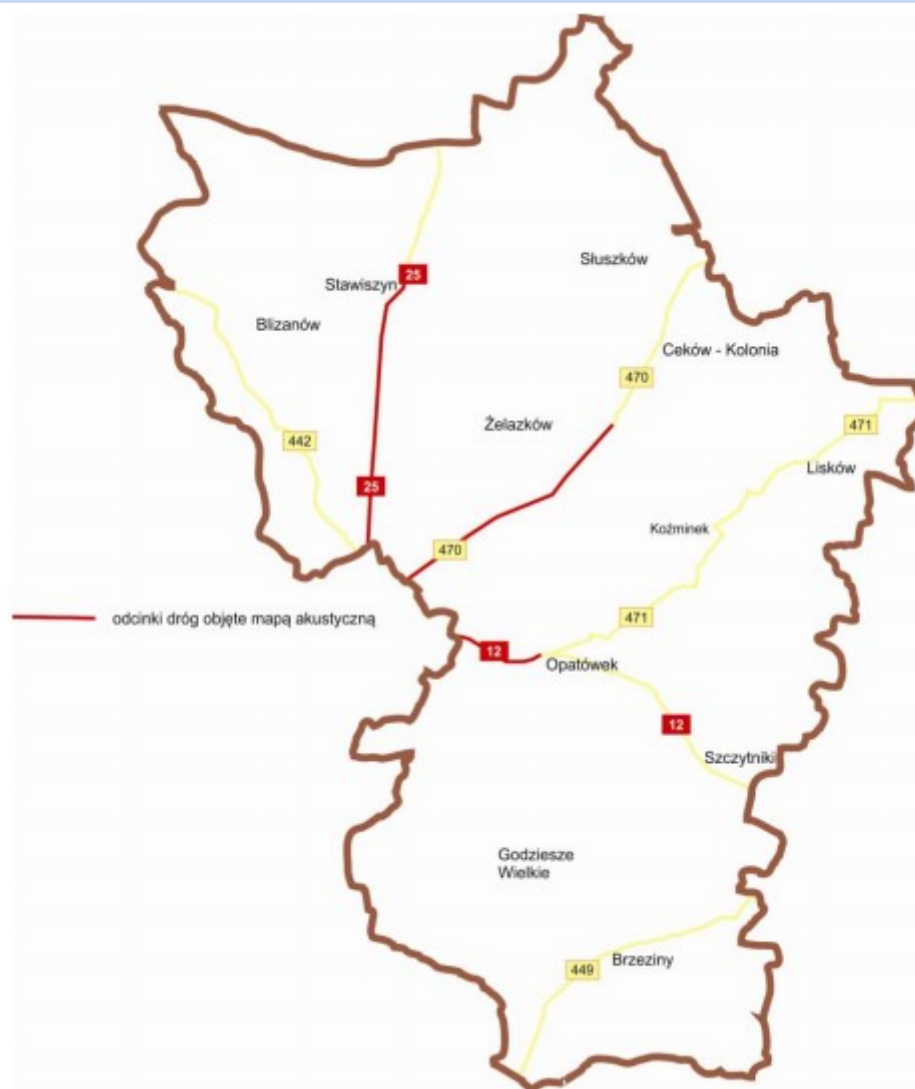 25
Słuszków
Stawiszyn
Blizanów
Ceków - Kolonia
470
Żelazków
471
442
Lisków
25
Koźminek
470
odcinki dróg objęte mapą akustyczną
471
12
Opatówek
12
Szczytniki
Godziesze
Wielkie
Brzeziny
449